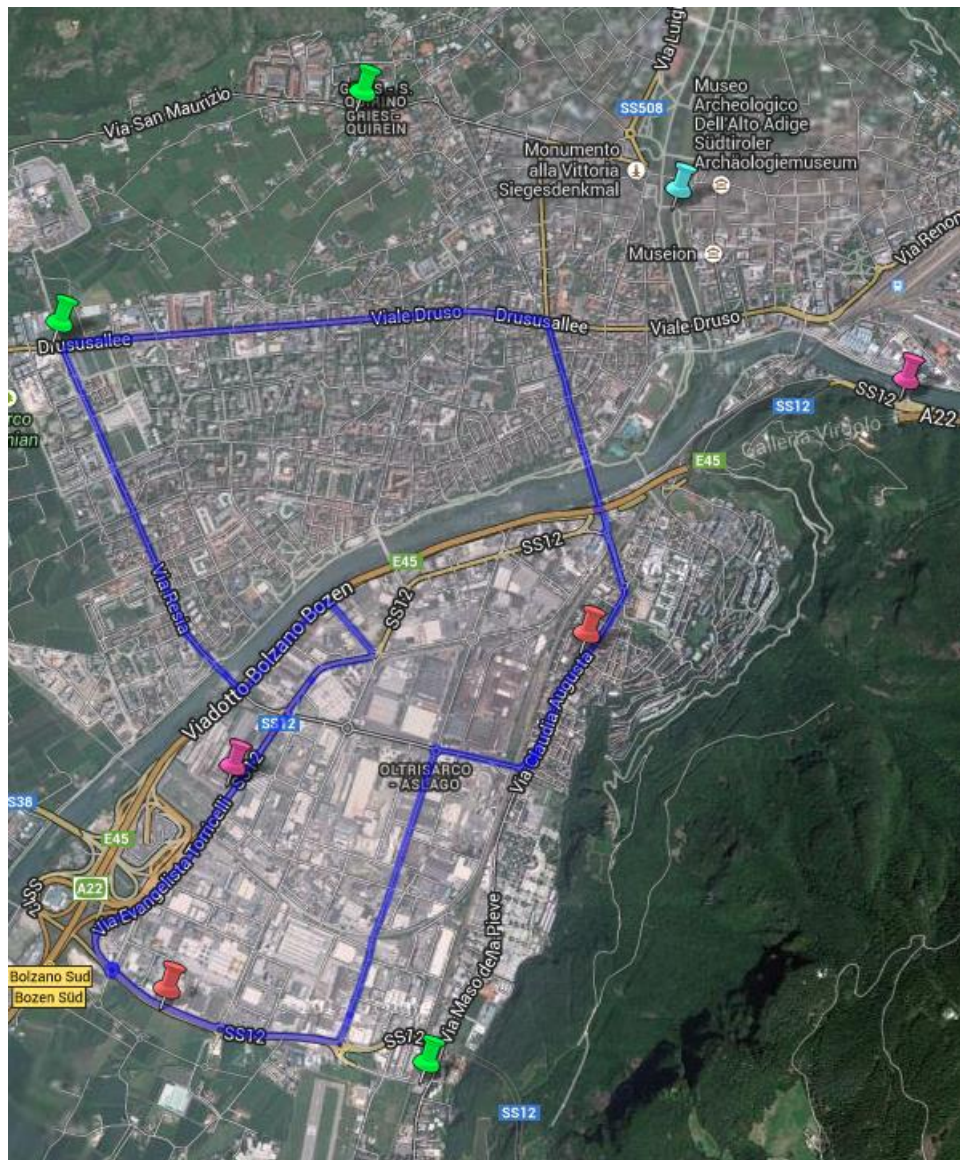 Via Luigi
GRIES - S.
QUIRINO
GRIES -
QUIREIN
Via San Maurizio
SS508
Museo
Archeologico
Dell'Alto Adige
Südtiroler
Archäologiemuseum
Monumento
alla Vittoria
Siegesdenkmal
Museion
Via Renon
Drususallee
Viale Druso
Drususallee
Viale Druso
SS12
A22
SS12
Galleria Virgolo
E45
SS12
E45
SS12
Via Resia
Viadotto Bolzano Bozen
SS12
SS12
Via Claudia Augusta
OLTRISARCO
- ASLAGO
S38
E45
Via Evangelista Torricelli
A22
Bolzano Sud
Bozen Süd
Via Maso della Pieve
SS12
SS12
SS12